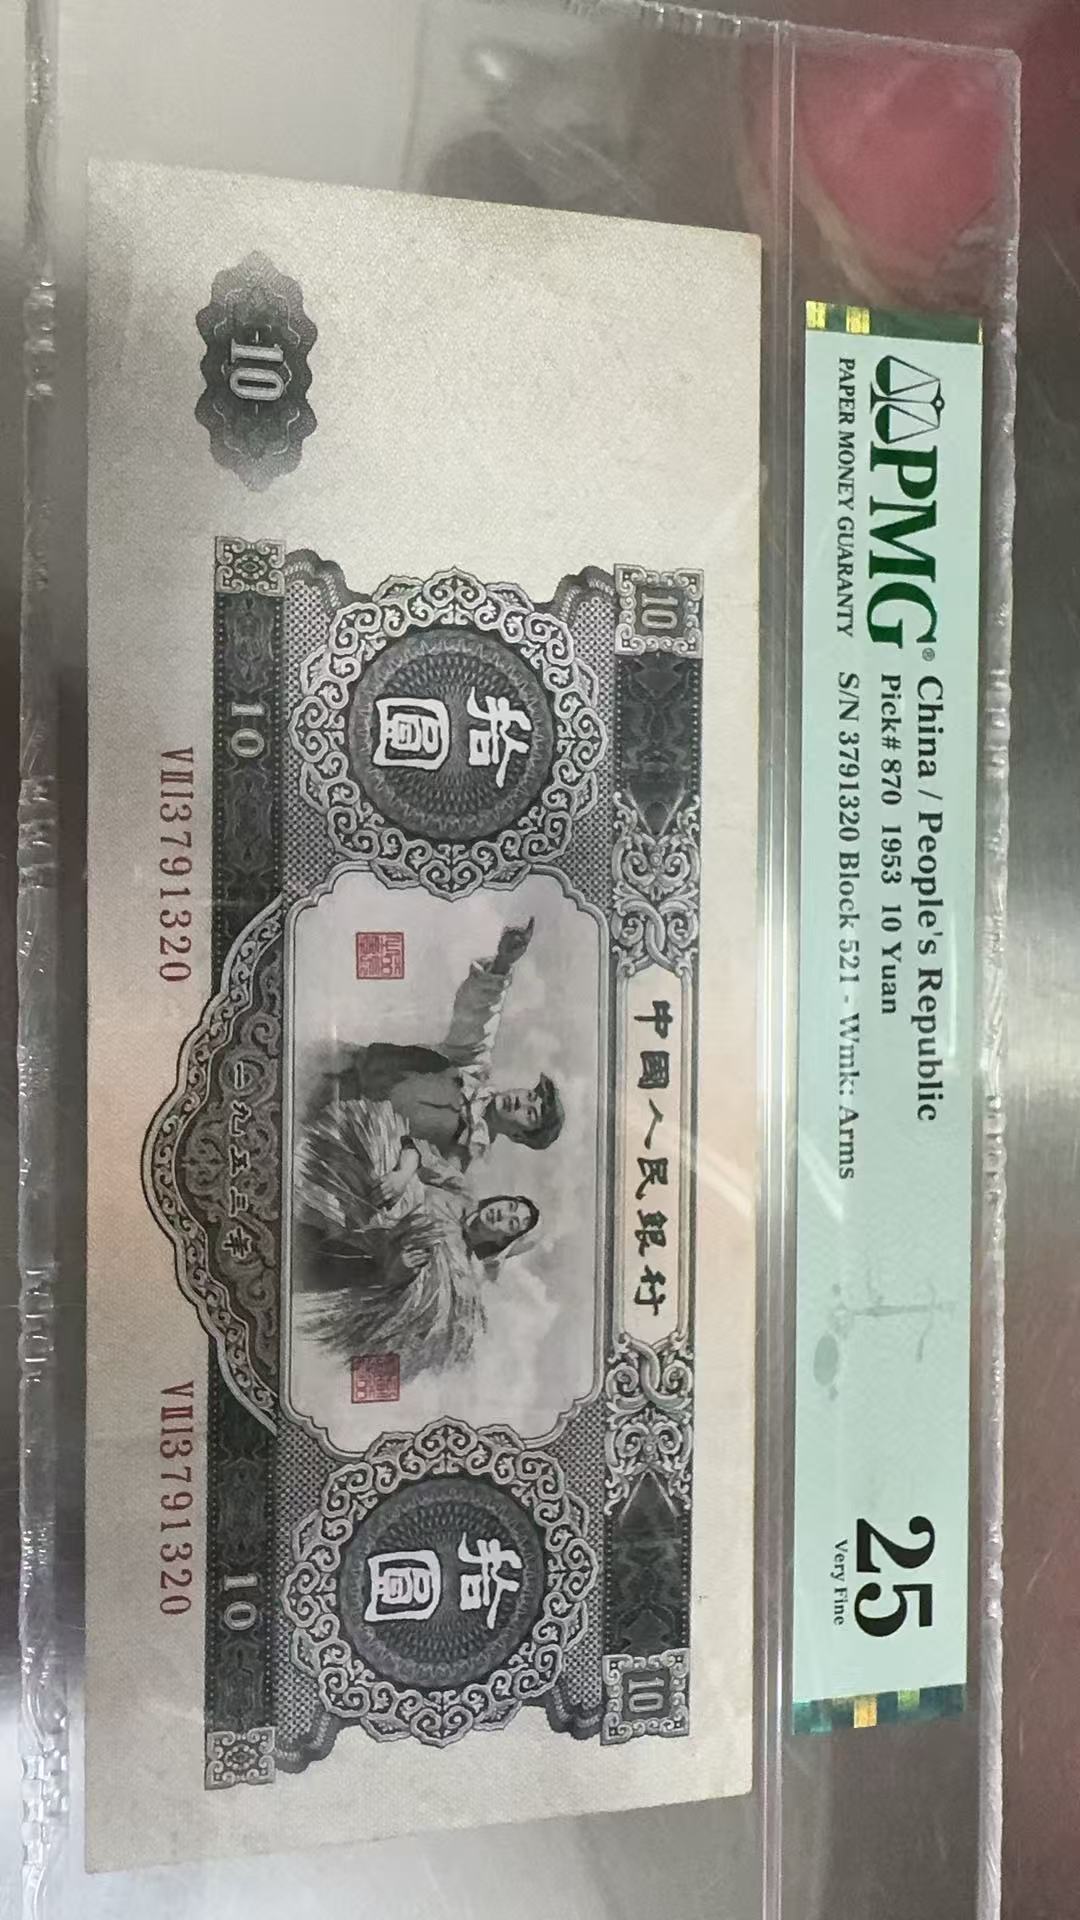 PMG® China / People's Republic
Pick# 870 1953 10 Yuan
PAPER MONEY GUARANTY S/N 3791320 Block 521 - Wmk: Arms
25
Very Fine
10
10
中國人民銀行
拾圓
拾圓
10
10
一九五三年
10
VIII3791320
VIII3791320